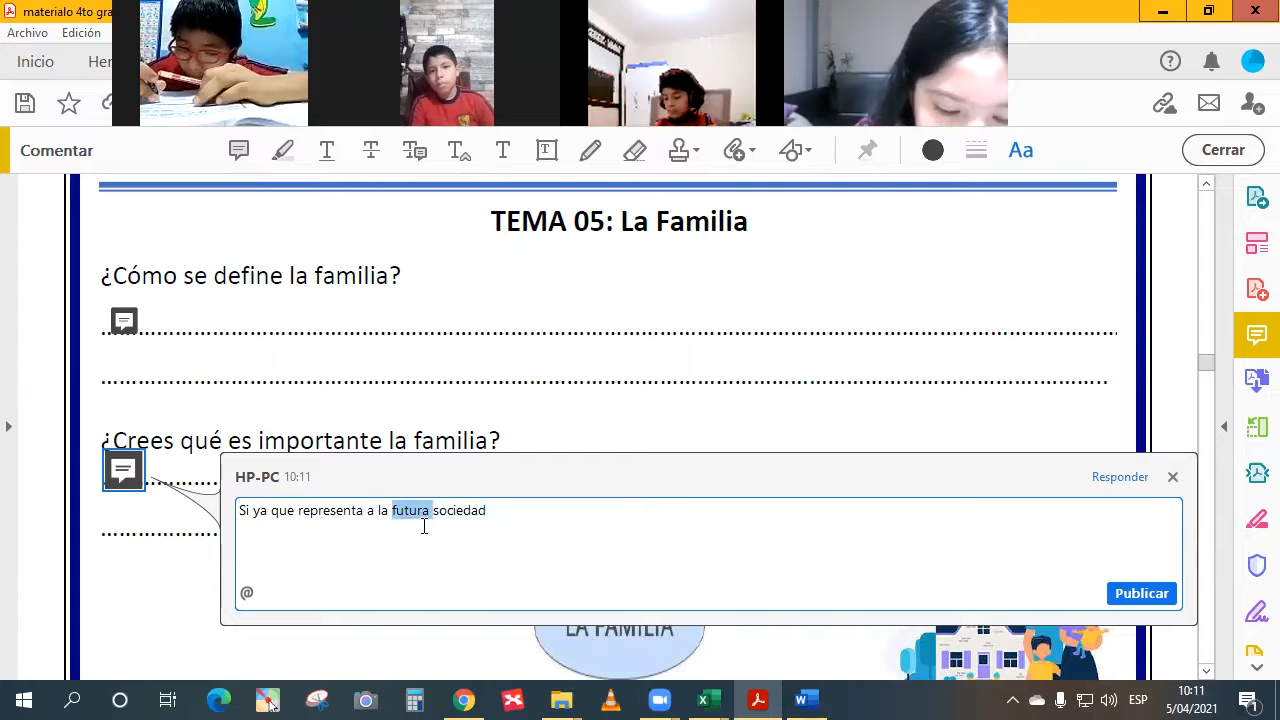 materialo 4to gra
Archivo Edición
Inicio Her
Comentar
T T T T T T Aa Cerrar
TEMA 05: La Familia
¿Cómo se define la familia?
……………………………………………………………………………………………………………
……………………………………………………………………………………………………………..
¿Crees qué es importante la familia?
HP-PC 10:11 Responder
Si ya que representa a la futura sociedad
@ Publicar
LA FAMILIA
ESP 10:11
5/04/2021